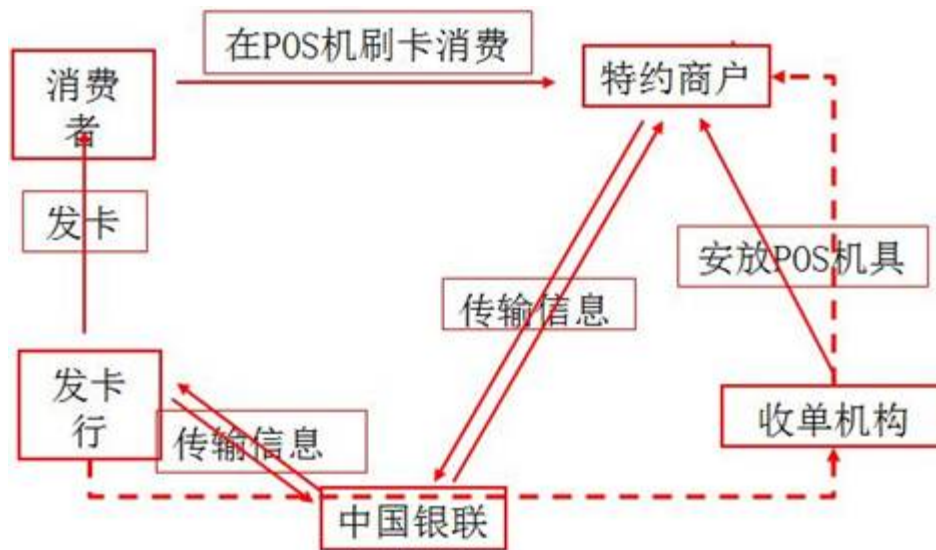 在POS机刷卡消费
消费
者
特约商户
发卡
安放POS机具
传输信息
发卡
行
收单机构
传输信息
中国银联